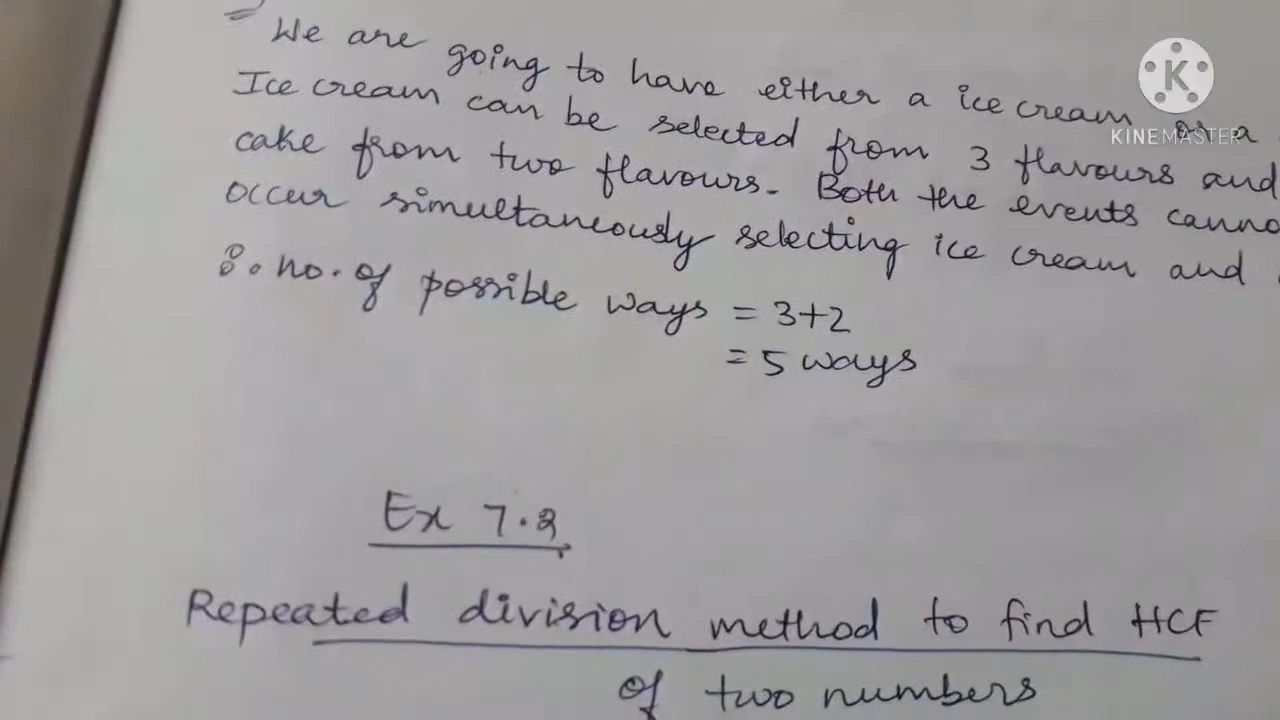 We are going to have either a ice cream or a
Ice cream can be selected from 3 flavours and
cake from two flavours. Both the events canno
occur simultaneously selecting ice cream and
∴ no. of possible ways = 3+2
= 5 ways
Ex 7.2
Repeated division method to find HCF
of two numbers
K
KINEMASTER